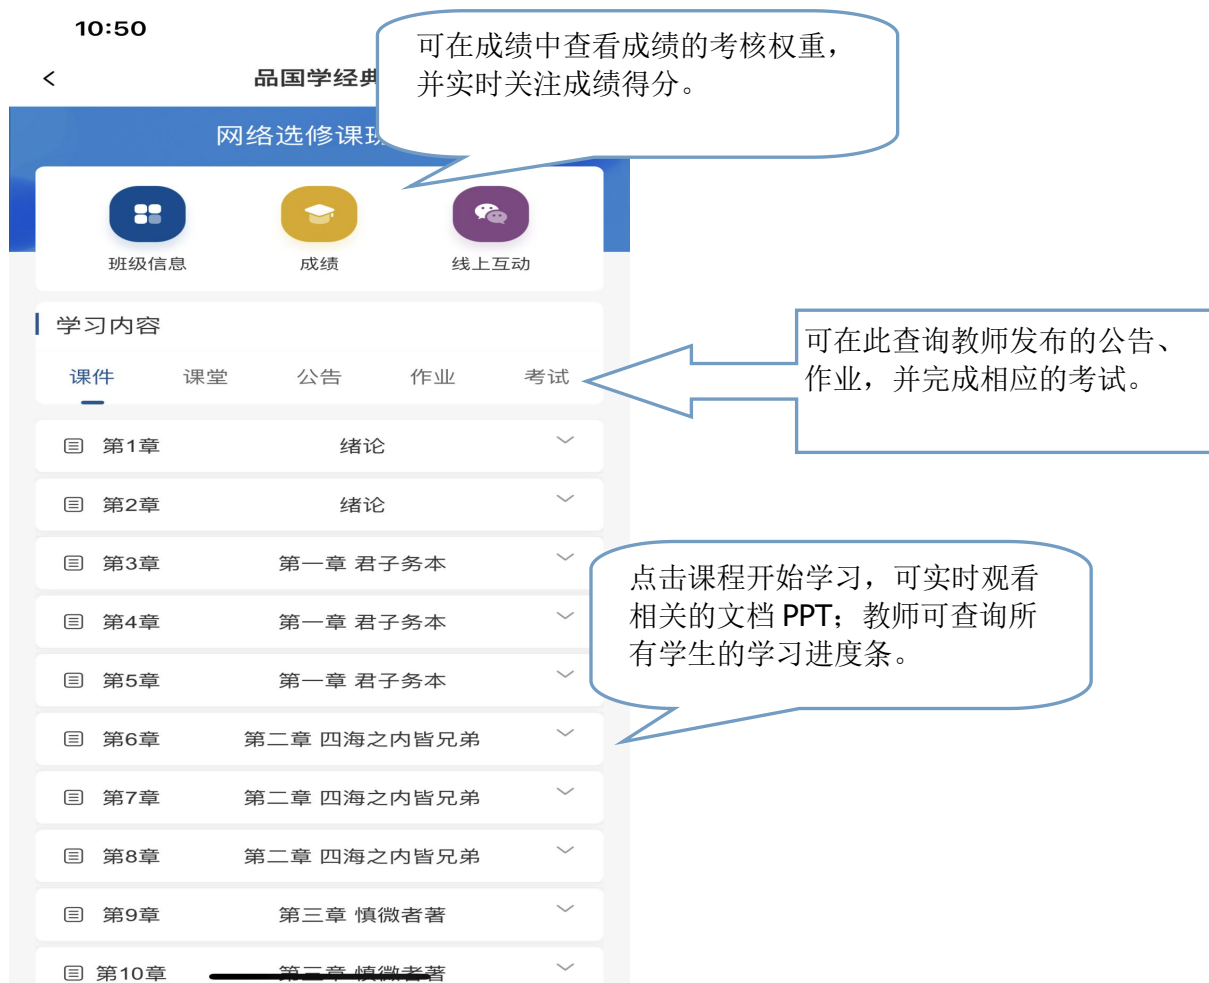 10:50
可在成绩中查看成绩的考核权重，
并实时关注成绩得分。
品国学经典
网络选修课班
班级信息 成绩 线上互动
学习内容
课件 课堂 公告 作业 考试
可在此查询教师发布的公告、
作业，并完成相应的考试。
第1章 绪论
第2章 绪论
第3章 第一章 君子务本
第4章 第一章 君子务本
第5章 第一章 君子务本
点击课程开始学习，可实时观看
相关的文档 PPT；教师可查询所
有学生的学习进度条。
第6章 第二章 四海之内皆兄弟
第7章 第二章 四海之内皆兄弟
第8章 第二章 四海之内皆兄弟
第9章 第三章 慎微者著
第10章 第三章 慎微者著